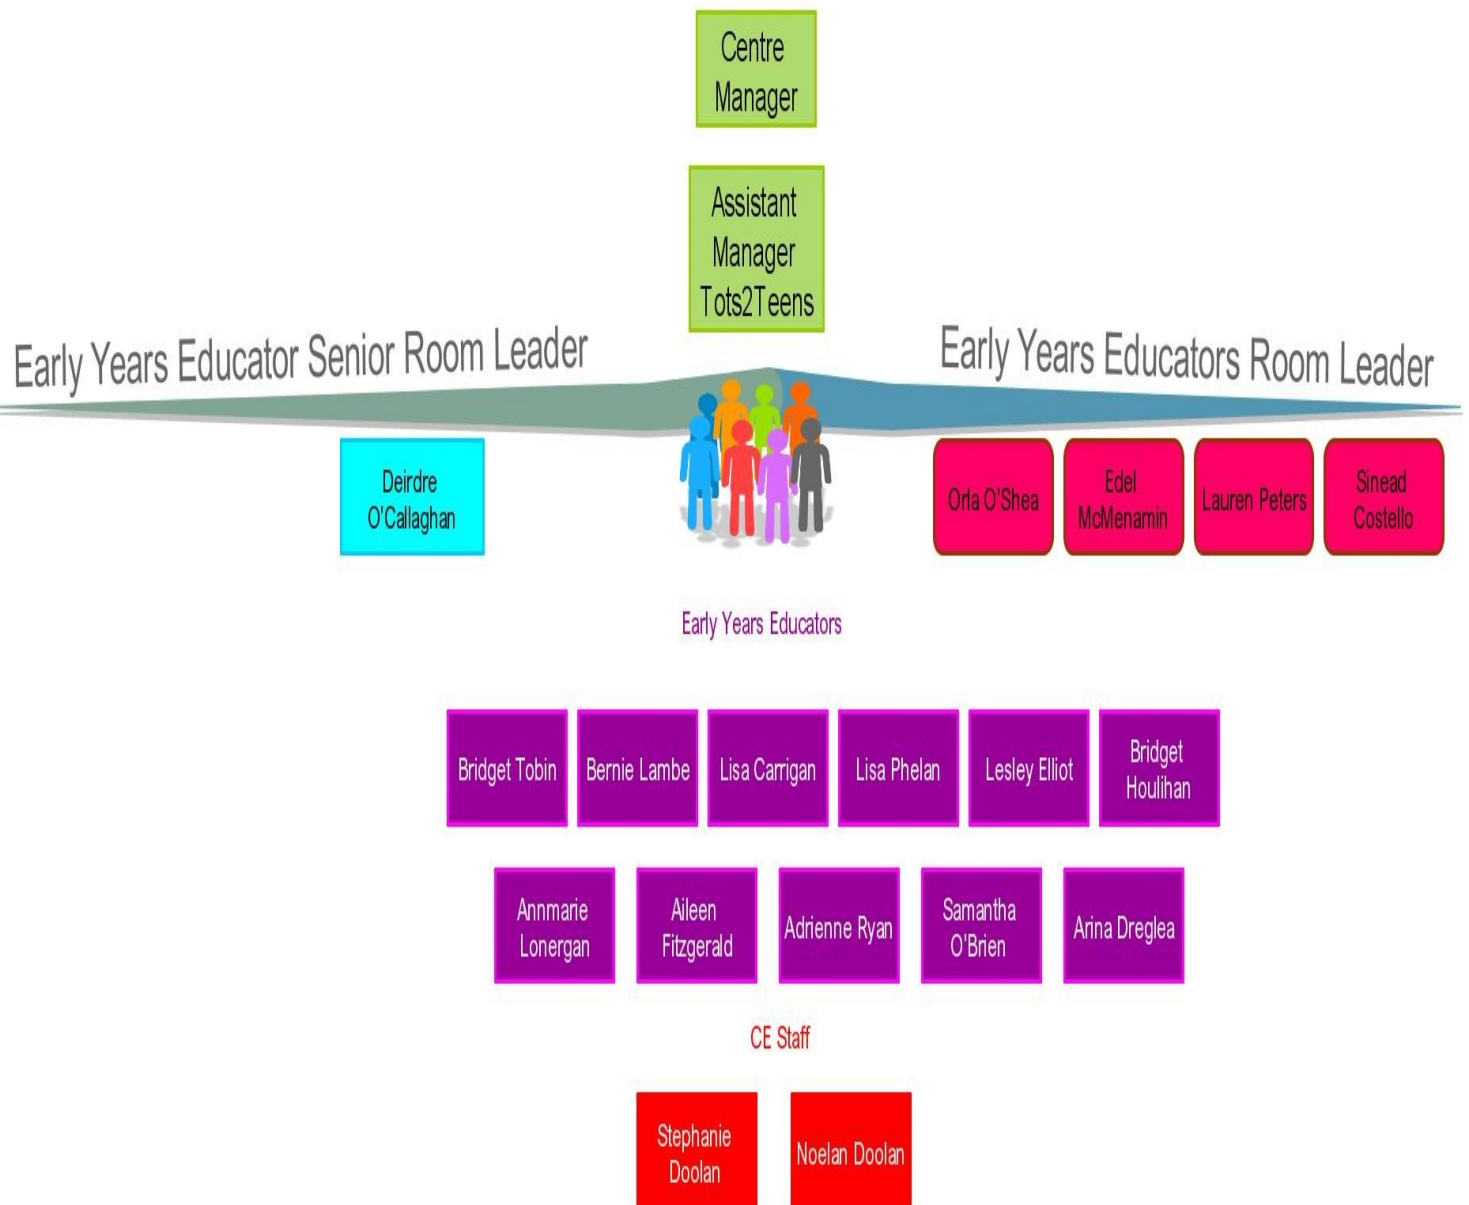 Centre
Manager
Assistant
Manager
Tots2Teens
Early Years Educator Senior Room Leader
Early Years Educators Room Leader
Deirdre
O'Callaghan
Orla O'Shea
Edel
McMenamin
Lauren Peters
Sinead
Costello
Early Years Educators
Bridget Tobin
Bernie Lambe
Lisa Carrigan
Lisa Phelan
Lesley Elliot
Bridget
Houlihan
Annmarie
Lonergan
Aileen
Fitzgerald
Adrienne Ryan
Samantha
O'Brien
Arina Dreglea
CE Staff
Stephanie
Doolan
Noelan Doolan